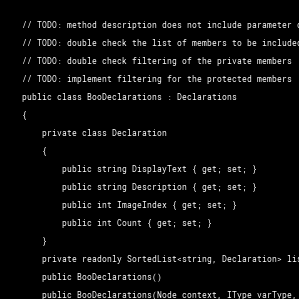 // TODO: method description does not include parameter
// TODO: double check the list of members to be include
// TODO: double check filtering of the private members
// TODO: implement filtering for the protected members
public class BooDeclarations : Declarations
{
private class Declaration
{
public string DisplayText { get; set; }
public string Description { get; set; }
public int ImageIndex { get; set; }
public int Count { get; set; }
}
private readonly SortedList<string, Declaration> lis
public BooDeclarations()
public BooDeclarations(Node context, IType varType,